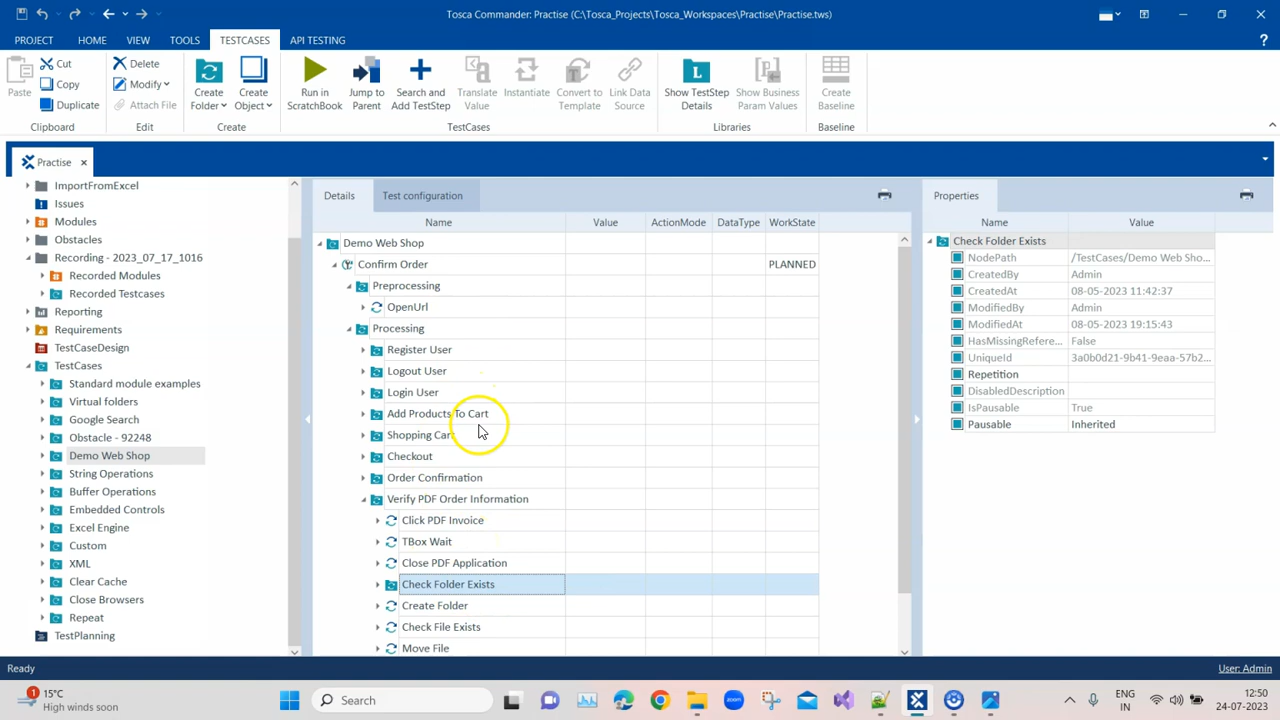 Tosca Commander: Practise (C:\Tosca_Projects\Tosca_Workspaces\Practise\Practise.tws)
PROJECT HOME VIEW TOOLS TESTCASES API TESTING ?
Paste Cut Copy Duplicate
Clipboard
Delete Modify Attach File
Edit
Create Folder Create Object
Create
Run in ScratchBook Jump to Parent Search and Add TestStep Translate Value Instantiate Convert to Template Link Data Source
TestCases
Show TestStep Details Show Business Param Values
Libraries
Create Baseline
Baseline
Practise
ImportFromExcel
Issues
Modules
Obstacles
Recording - 2023_07_17_1016
Recorded Modules
Recorded Testcases
Reporting
Requirements
TestCaseDesign
TestCases
Standard module examples
Virtual folders
Google Search
Obstacle - 92248
Demo Web Shop
String Operations
Buffer Operations
Embedded Controls
Excel Engine
Custom
XML
Clear Cache
Close Browsers
Repeat
TestPlanning
Details Test configuration
Name Value ActionMode DataType WorkState
Demo Web Shop
Confirm Order PLANNED
Preprocessing
OpenUrl
Processing
Register User
Logout User
Login User
Add Products To Cart
Shopping Cart
Checkout
Order Confirmation
Verify PDF Order Information
Click PDF Invoice
TBox Wait
Close PDF Application
Check Folder Exists
Create Folder
Check File Exists
Move File
Properties
Name Value
Check Folder Exists
NodePath /TestCases/Demo Web Sho...
CreatedBy Admin
CreatedAt 08-05-2023 11:42:37
ModifiedBy Admin
ModifiedAt 08-05-2023 19:15:43
HasMissingRefere... False
UniqueId 3a0b0d21-9b41-9eaa-57b2...
Repetition
DisabledDescription
IsPausable True
Pausable Inherited
Ready User: Admin
1 15°C
High winds soon
Search
ENG
IN
12:50
24-07-2023